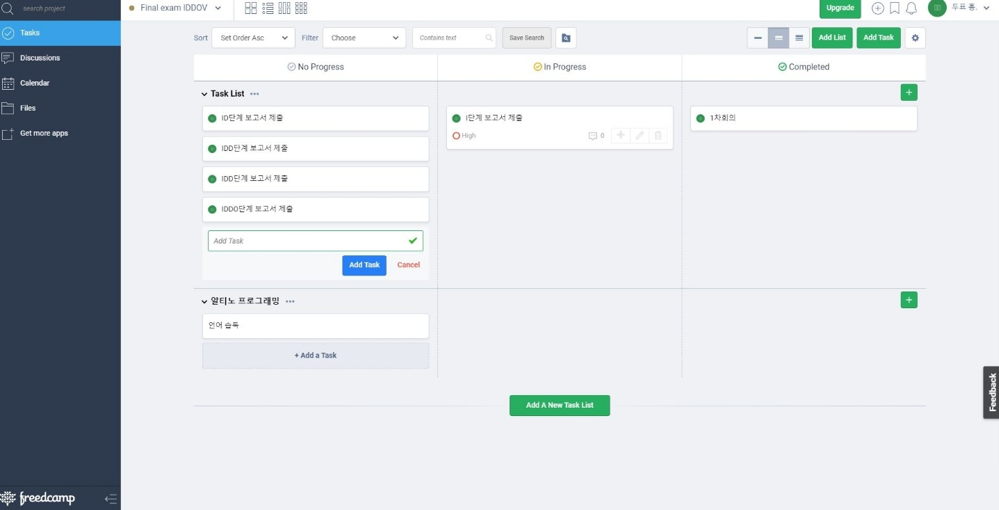 search project
Final exam IDDOV
Upgrade
두표 홍.
Tasks
Discussions
Calendar
Files
Get more apps
Sort
Set Order Asc
Filter
Choose
Contains text
Save Search
Add List
Add Task
No Progress
In Progress
Completed
Task List
ID단계 보고서 제출
IDD단계 보고서 제출
IDD단계 보고서 제출
IDDO단계 보고서 제출
Add Task
Add Task
Cancel
I단계 보고서 제출
High
0
1차회의
알티노 프로그래밍
언어 습득
+ Add a Task
Add A New Task List
Feedback
freedcamp